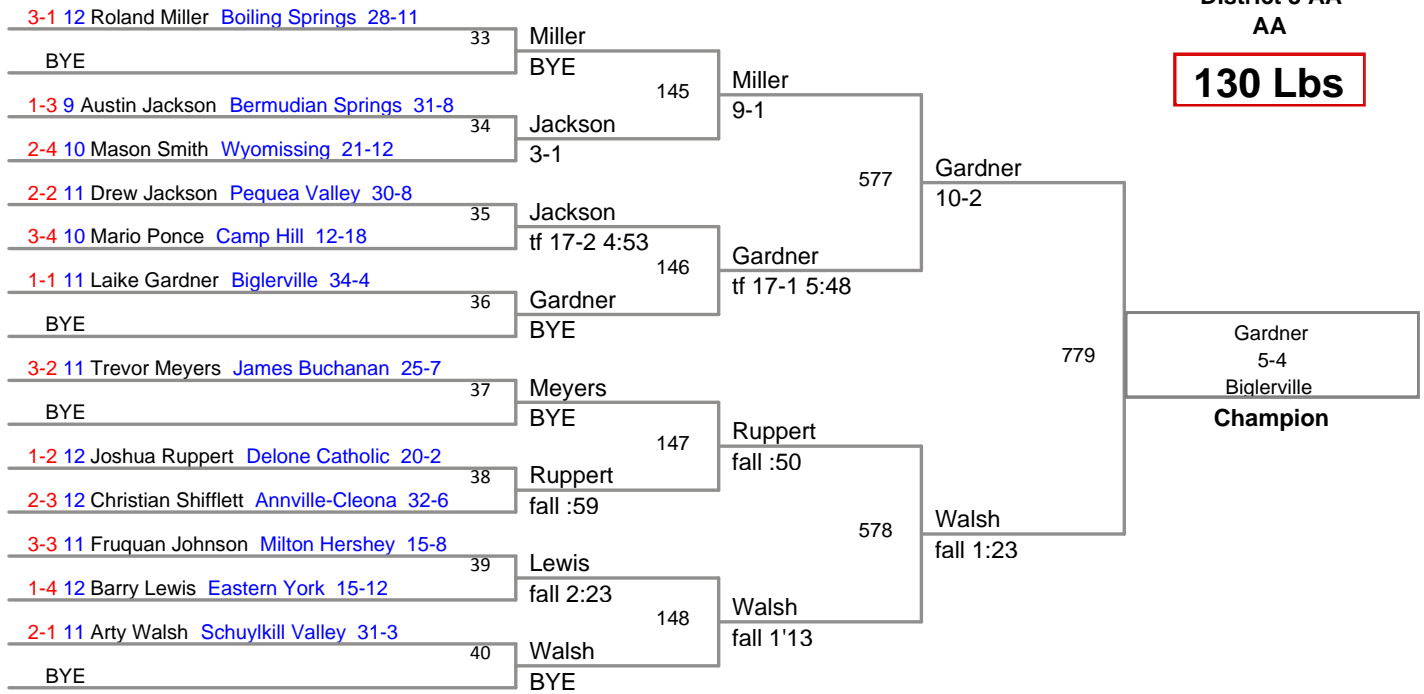 District 3 AA
AA
130 Lbs
3-1 12 Roland Miller Boiling Springs 28-11
33
BYE
Miller
BYE
1-3 9 Austin Jackson Bermudian Springs 31-8
34
2-4 10 Mason Smith Wyomissing 21-12
Jackson
3-1
145
Miller
9-1
2-2 11 Drew Jackson Pequea Valley 30-8
35
3-4 10 Mario Ponce Camp Hill 12-18
Jackson
tf 17-2 4:53
1-1 11 Laike Gardner Biglerville 34-4
36
BYE
Gardner
BYE
146
Gardner
tf 17-1 5:48
577
Gardner
10-2
3-2 11 Trevor Meyers James Buchanan 25-7
37
BYE
Meyers
BYE
1-2 12 Joshua Ruppert Delone Catholic 20-2
38
2-3 12 Christian Shifflett Annville-Cleona 32-6
Ruppert
fall :59
147
Ruppert
fall :50
3-3 11 Fruquan Johnson Milton Hershey 15-8
39
1-4 12 Barry Lewis Eastern York 15-12
Lewis
fall 2:23
2-1 11 Arty Walsh Schuylkill Valley 31-3
40
BYE
Walsh
BYE
148
Walsh
fall 1'13
578
Walsh
fall 1:23
779
Gardner
5-4
Biglerville
Champion